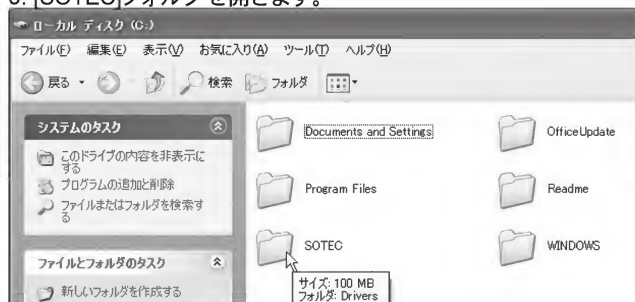 [SOTEC]フォルダ を開きます。
ローカル ディスク (C:)
ファイル(F) 編集(E) 表示(V) お気に入り(A) ツール(T) ヘルプ(H)
戻る 検索 フォルダ
システムのタスク
このドライブの内容を非表示に
する
プログラムの追加と削除
ファイルまたはフォルダを検索す
る
ファイルとフォルダのタスク
新しいフォルダを作成する
Documents and Settings
OfficeUpdate
Program Files
Readme
SOTEC
WINDOWS
サイズ: 100 MB
フォルダ: Drivers